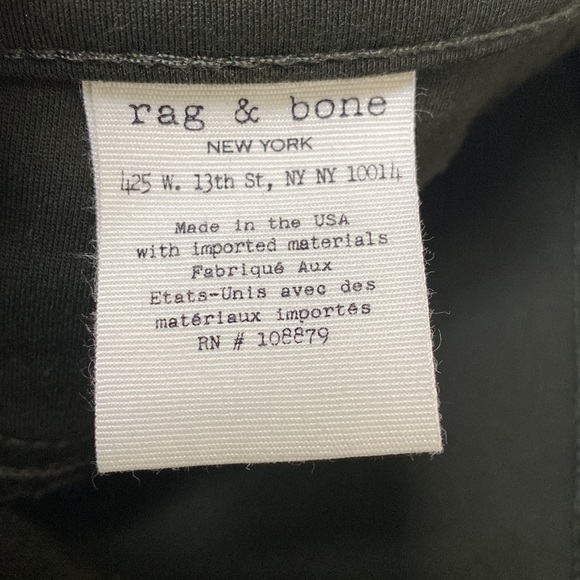 rag & bone
NEW YORK
425 W. 13th St, NY NY 10014
Made in the USA
with imported materials
Fabriqué Aux
Etats-Unis avec des
matériaux importés
RN # 108879